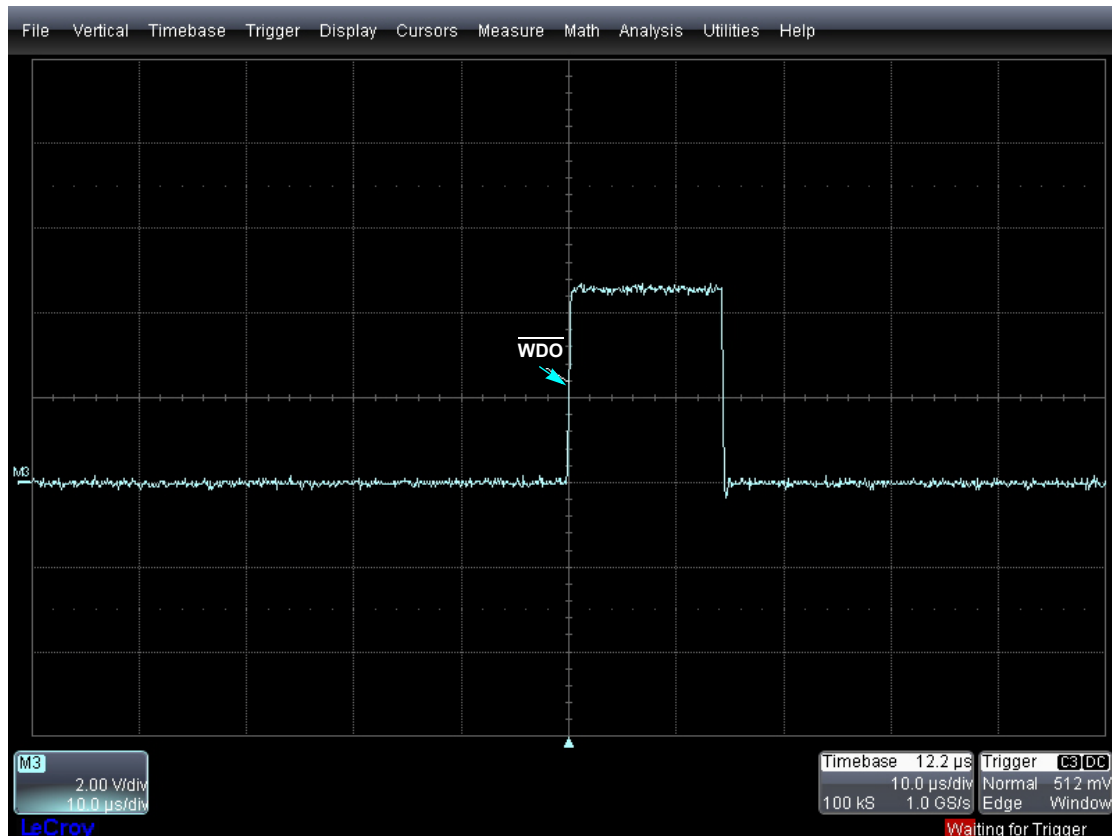 File Vertical Timebase Trigger Display Cursors Measure Math Analysis Utilities Help
WDO
M3
M3
2.00 V/div
10.0 µs/div
Timebase 12.2 µs
10.0 µs/div
100 kS 1.0 GS/s
Trigger C3 DC
Normal 512 mV
Edge Window
LeCroy
Waiting for Trigger